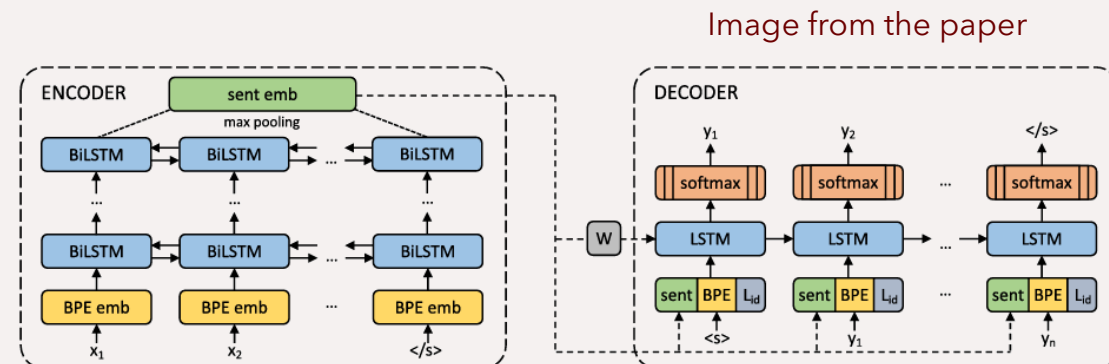 Image from the paper
ENCODER
sent emb
max pooling
BiLSTM BiLSTM ... BiLSTM
... ... ...
BiLSTM BiLSTM ... BiLSTM
BPE emb BPE emb ... BPE emb
x1 x2 </s>
W
DECODER
y1 y2 </s>
softmax softmax ... softmax
LSTM LSTM ... LSTM
sent BPE Lid sent BPE Lid ... sent BPE Lid
<s> y1 yn